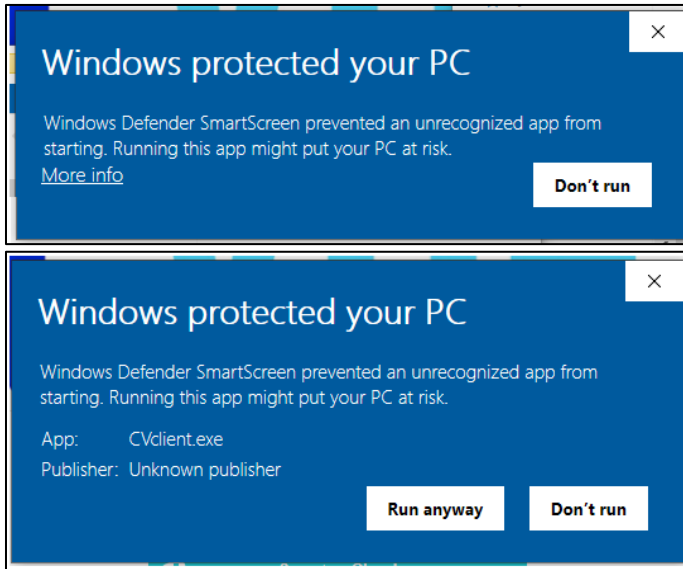 Windows protected your PC
Windows Defender SmartScreen prevented an unrecognized app from
starting. Running this app might put your PC at risk.
More info
Don't run
Windows protected your PC
Windows Defender SmartScreen prevented an unrecognized app from
starting. Running this app might put your PC at risk.
App: CVclient.exe
Publisher: Unknown publisher
Run anyway Don't run